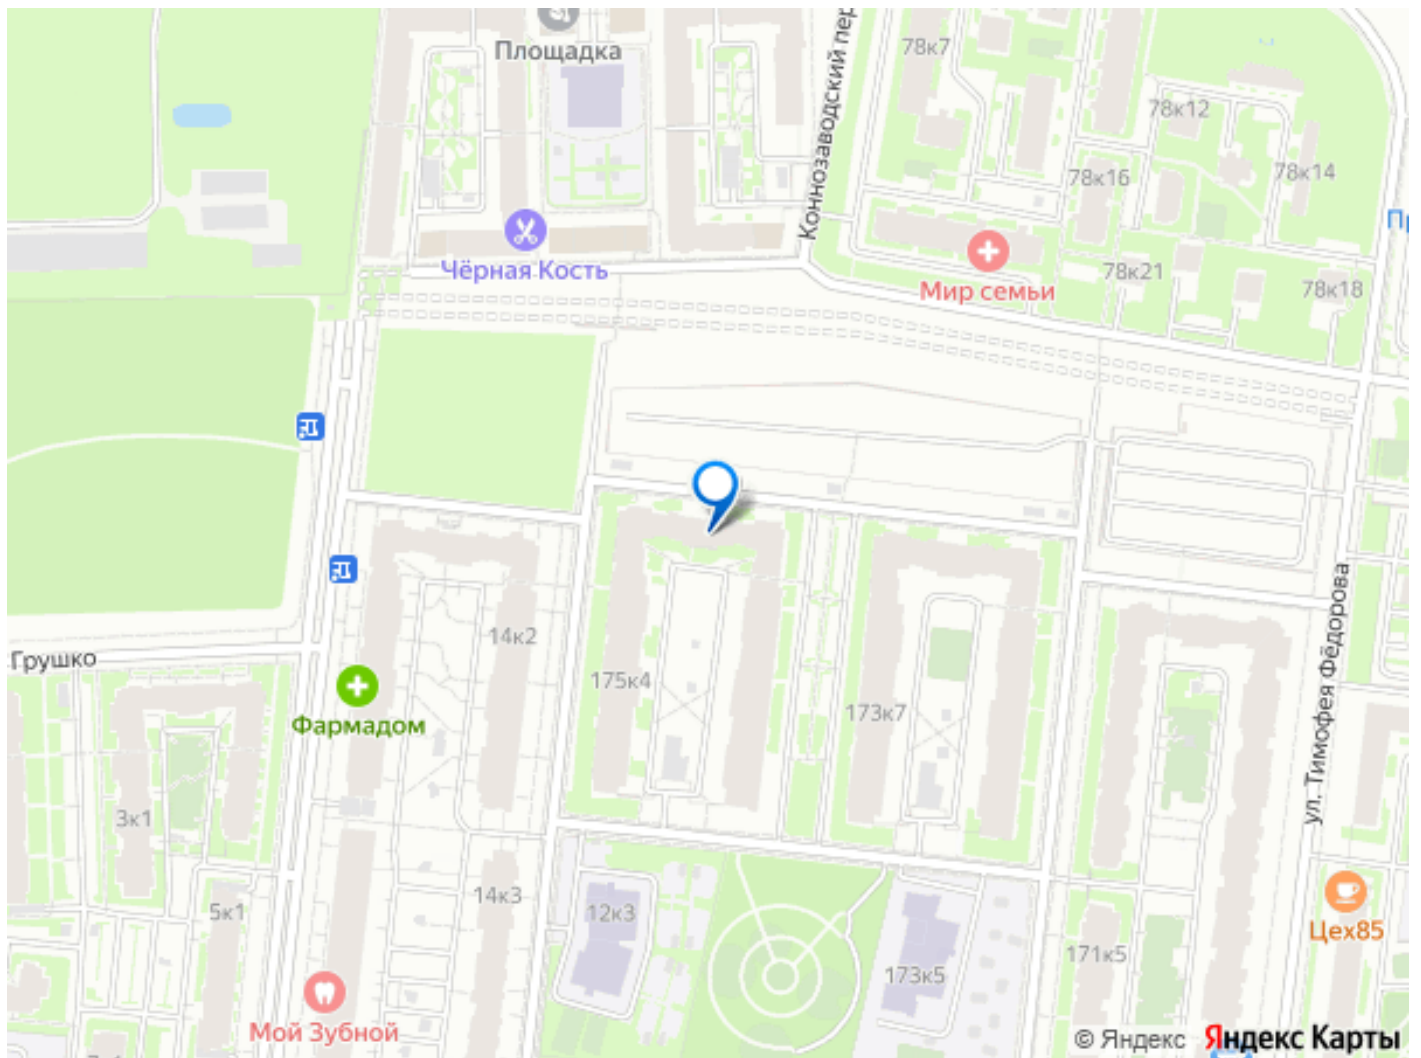 Площадка
78к7
Коннозаводский пер
78к12
78к16
78к14
Пр
Чёрная Кость
Мир семьи
78к21
78к18
14к2
Грушко
175к4
173к7
Фармадом
ул. Тимофея Фёдорова
3к1
14к3
5к1
12к3
Цех85
171к5
173к5
Мой Зубной
© Яндекс Яндекс Карты